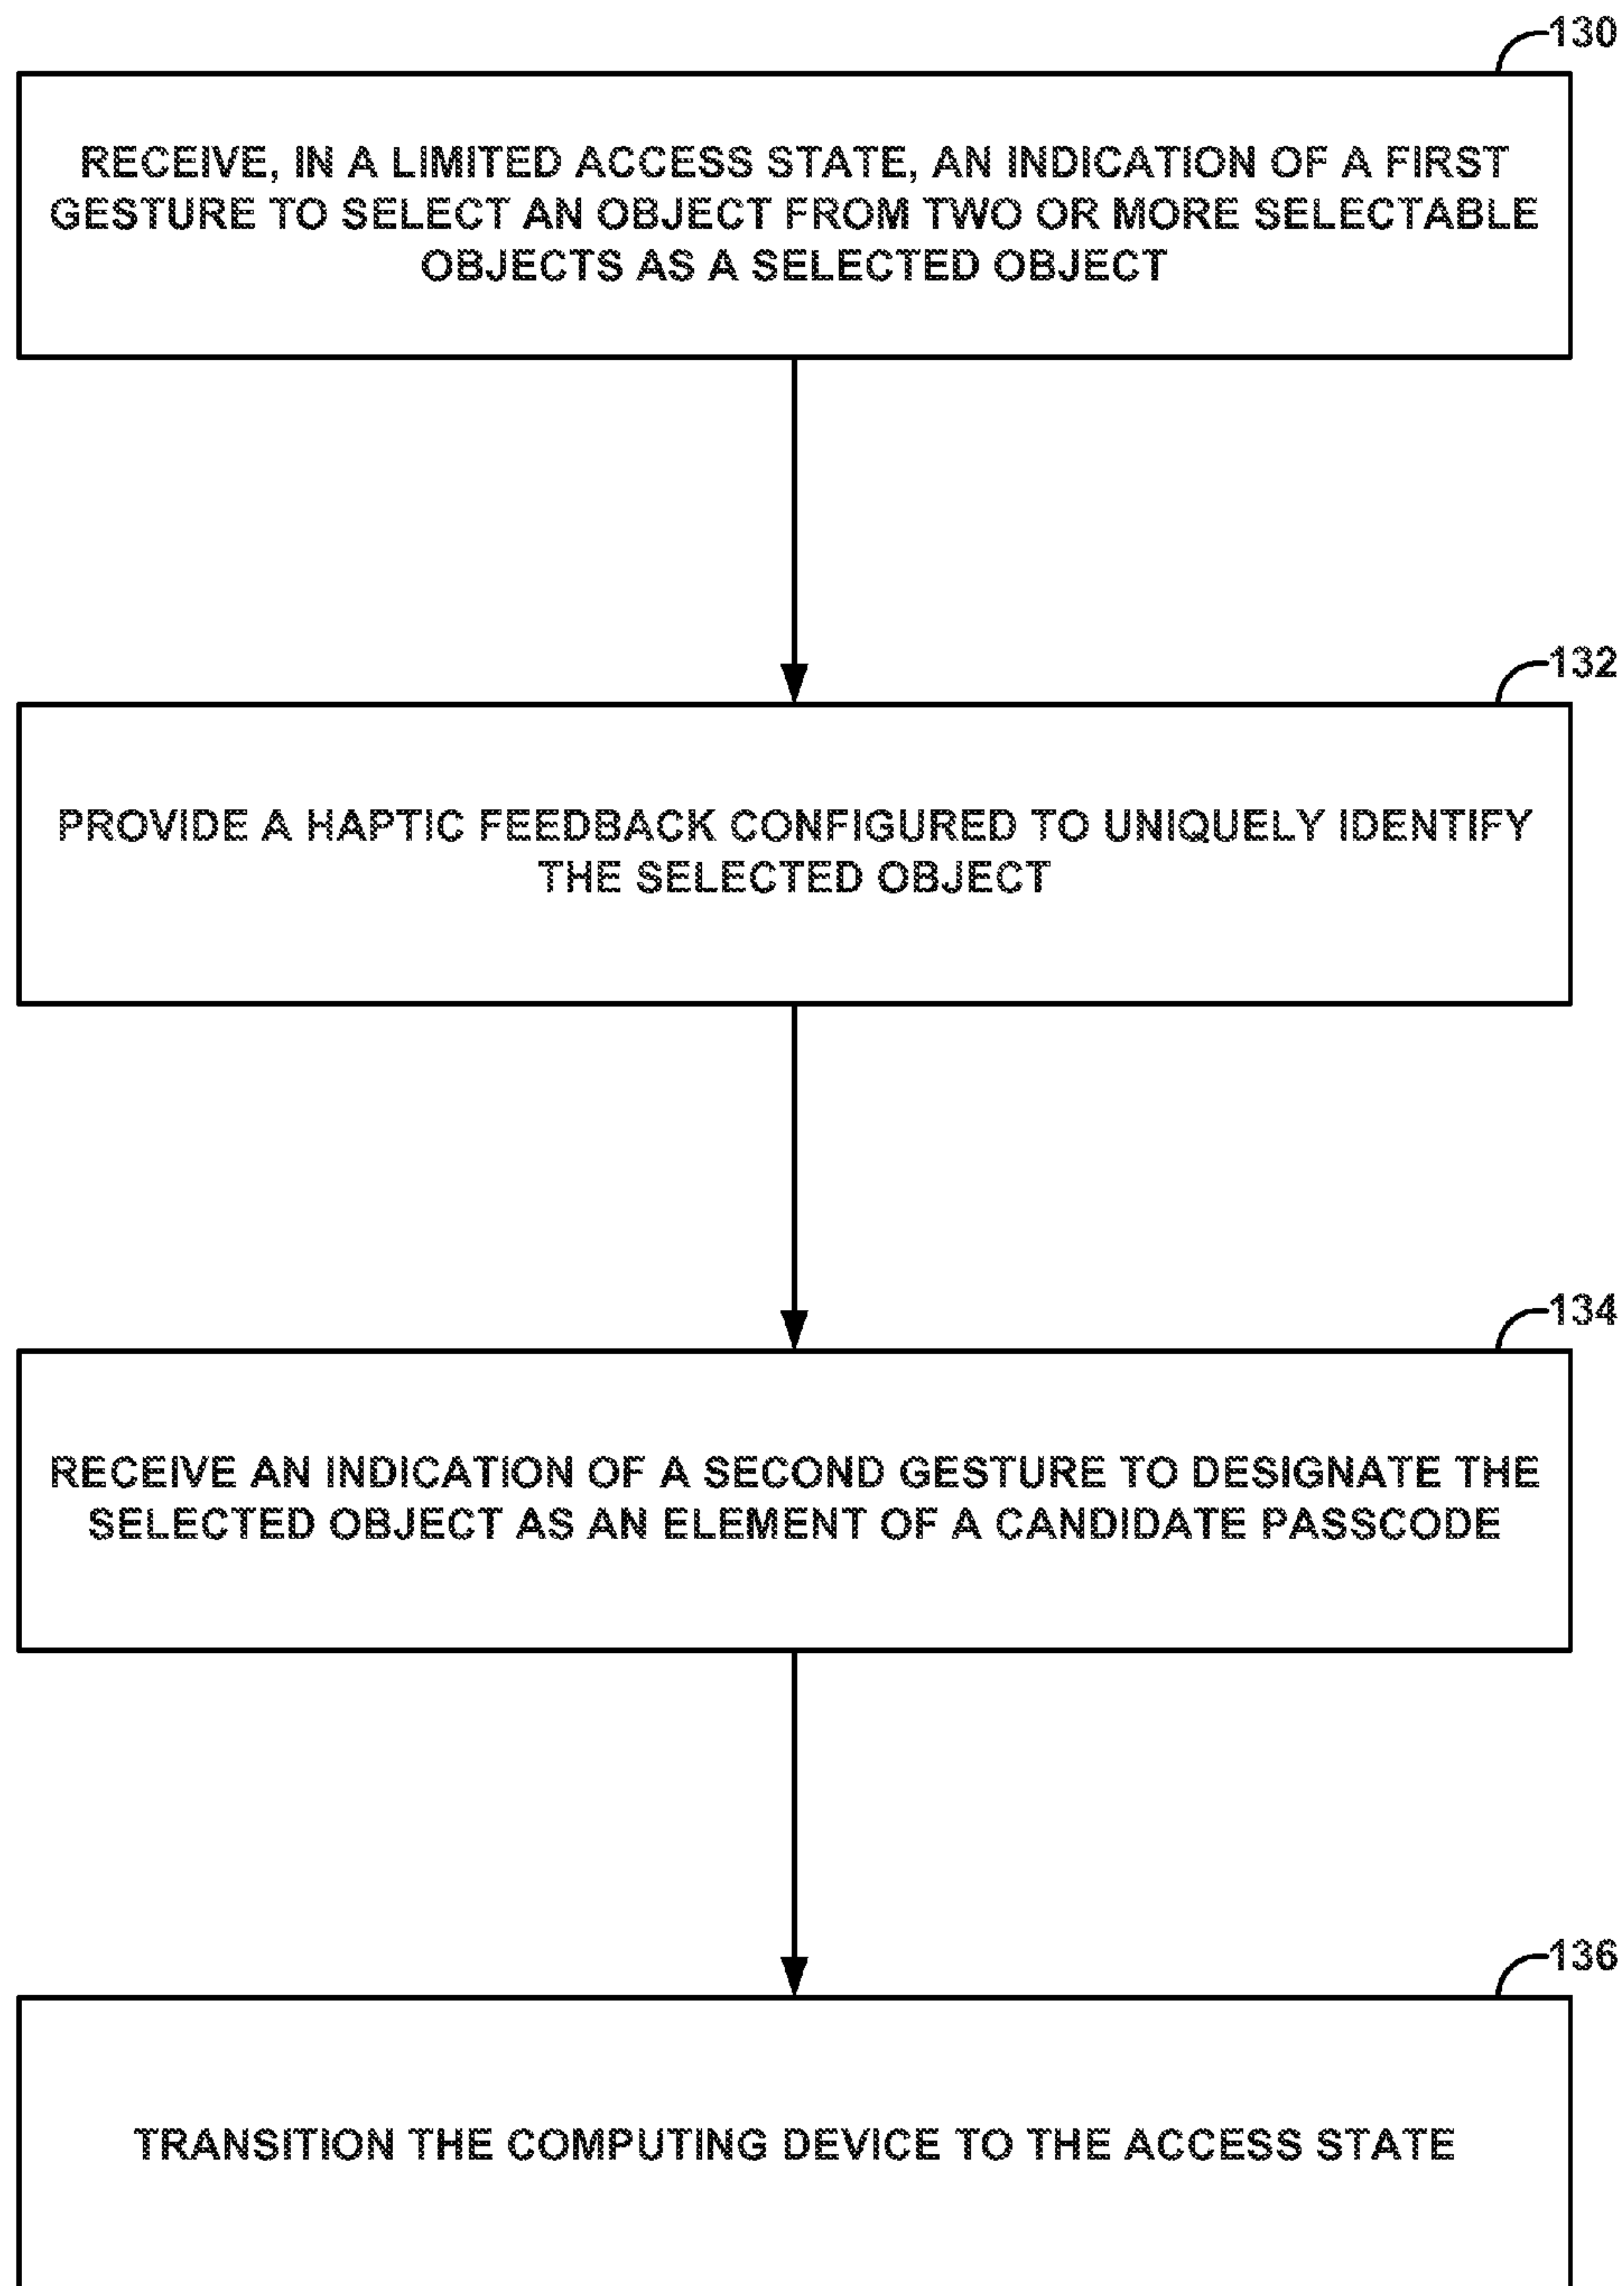 130
RECEIVE, IN A LIMITED ACCESS STATE, AN INDICATION OF A FIRST
GESTURE TO SELECT AN OBJECT FROM TWO OR MORE SELECTABLE
OBJECTS AS A SELECTED OBJECT
132
PROVIDE A HAPTIC FEEDBACK CONFIGURED TO UNIQUELY IDENTIFY
THE SELECTED OBJECT
134
RECEIVE AN INDICATION OF A SECOND GESTURE TO DESIGNATE THE
SELECTED OBJECT AS AN ELEMENT OF A CANDIDATE PASSCODE
136
TRANSITION THE COMPUTING DEVICE TO THE ACCESS STATE